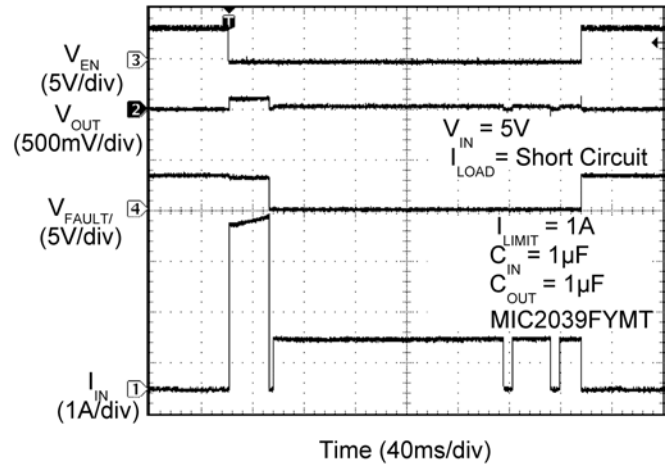 T
V_EN
(5V/div)
3
V_OUT
(500mV/div)
2
V_IN = 5V
I_LOAD = Short Circuit
V_FAULT/
(5V/div)
4
I_LIMIT = 1A
C_IN = 1µF
C_OUT = 1µF
MIC2039FYMT
I_IN
(1A/div)
1
Time (40ms/div)